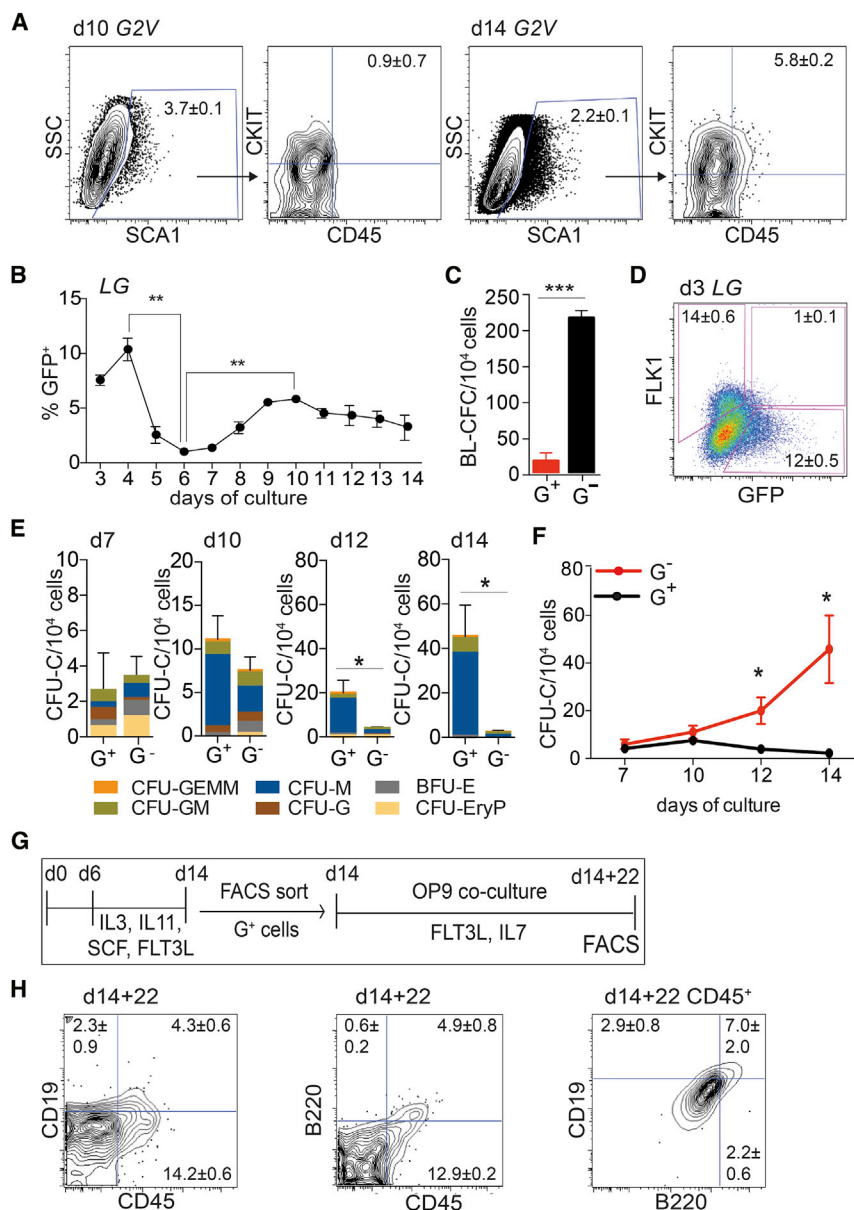 A
d10 G2V
d14 G2V
3.7±0.1
0.9±0.7
2.2±0.1
5.8±0.2
SSC
CKIT
SSC
CKIT
SCA1
CD45
SCA1
CD45
B
LG
**
**
15
10
5
0
% GFP+
3 4 5 6 7 8 9 10 11 12 13 14
days of culture
C
***
250
200
150
100
50
0
BL-CFC/10⁴ cells
G+
G-
D
d3 LG
14±0.6
1±0.1
12±0.5
FLK1
GFP
E
d7
d10
d12
d14
10
8
6
4
2
0
CFU-C/10⁴ cells
G+ G-
20
15
10
5
0
CFU-C/10⁴ cells
G+ G-
80
60
40
20
0
CFU-C/10⁴ cells
*
G+ G-
80
60
40
20
0
CFU-C/10⁴ cells
*
G+ G-
CFU-GEMM
CFU-M
BFU-E
CFU-GM
CFU-G
CFU-EryP
F
80
60
40
20
0
CFU-C/10⁴ cells
G-
G+
*
*
7 10 12 14
days of culture
G
d0 d6 d14
IL3, IL11,
SCF, FLT3L
FACS sort
G+ cells
d14
OP9 co-culture
d14+22
FLT3L, IL7
FACS
H
d14+22
d14+22
d14+22 CD45+
2.3±
0.9
4.3±0.6
14.2±0.6
CD19
CD45
0.6±
0.2
4.9±0.8
12.9±0.2
B220
CD45
2.9±0.8
7.0±
2.0
2.2±
0.6
CD19
B220